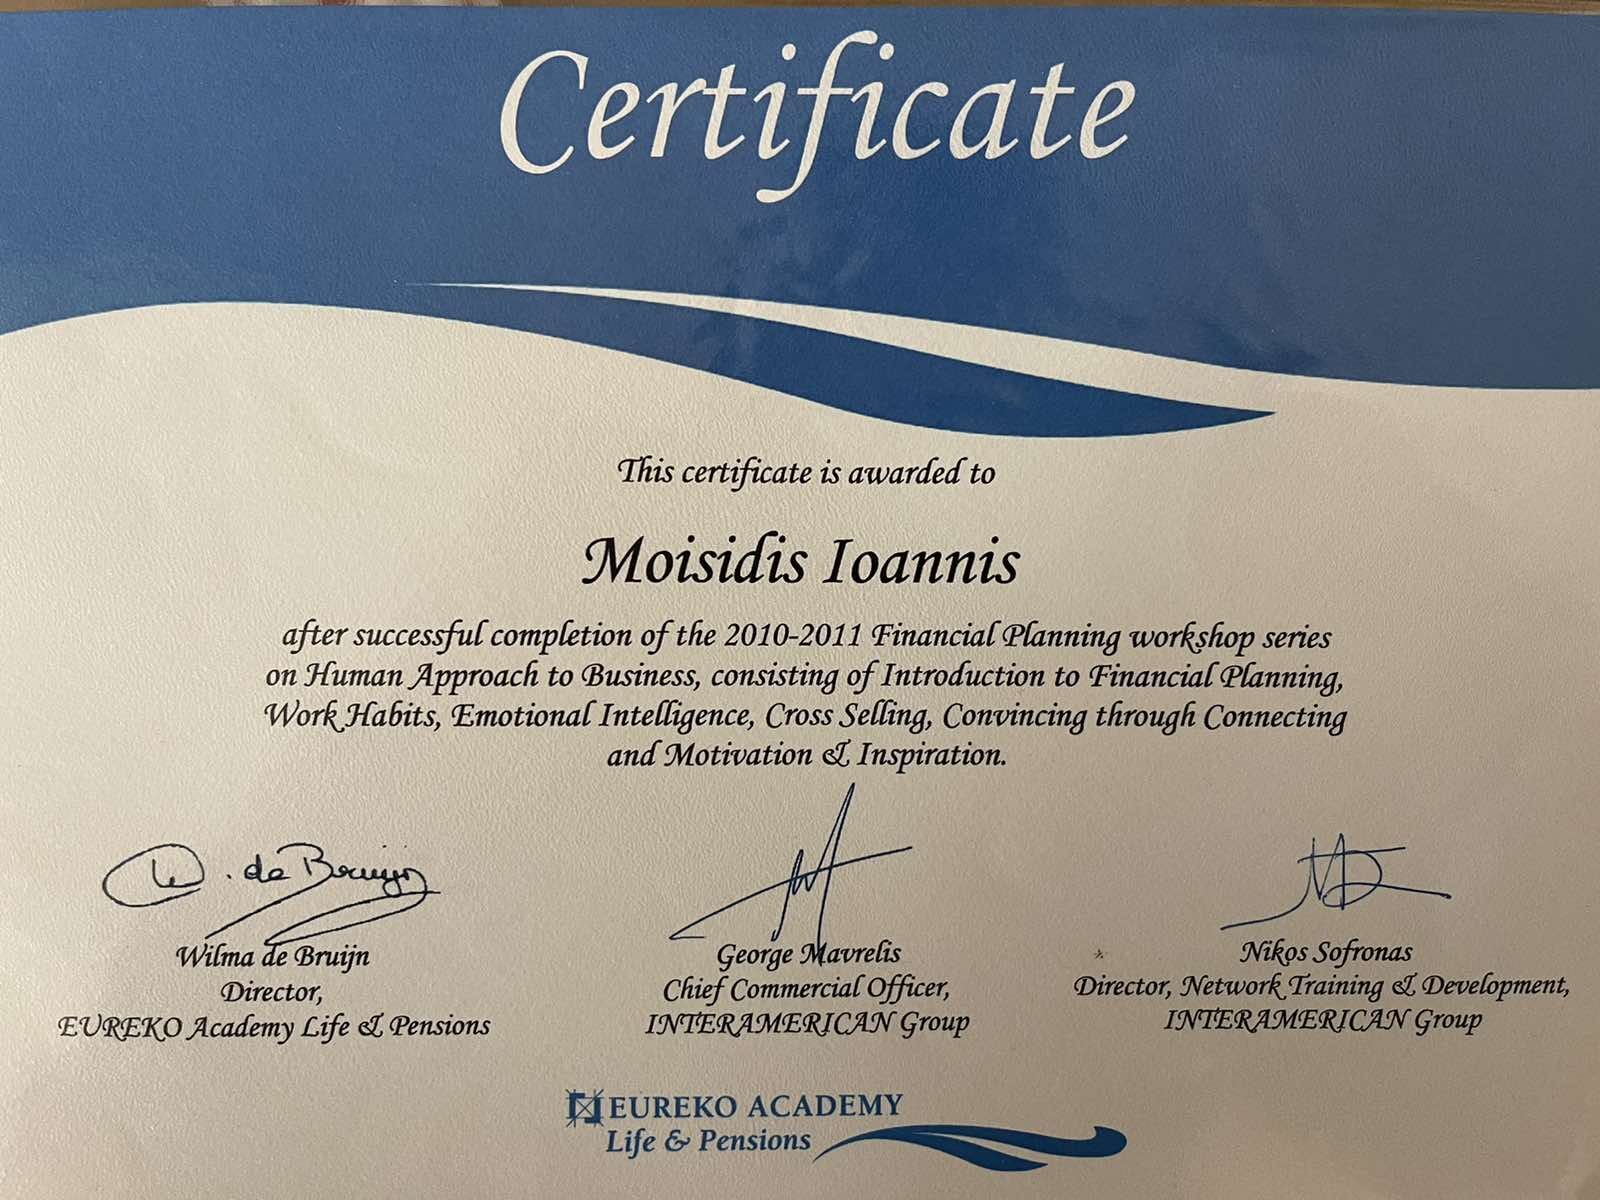 Certificate
This certificate is awarded to
Moisidis Ioannis
after successful completion of the 2010-2011 Financial Planning workshop series
on Human Approach to Business, consisting of Introduction to Financial Planning,
Work Habits, Emotional Intelligence, Cross Selling, Convincing through Connecting
and Motivation & Inspiration.
W. de Bruijn
Wilma de Bruijn
Director,
EUREKO Academy Life & Pensions
George Mavrelis
Chief Commercial Officer,
INTERAMERICAN Group
Nikos Sofronas
Director, Network Training & Development,
INTERAMERICAN Group
EUREKO ACADEMY
Life & Pensions